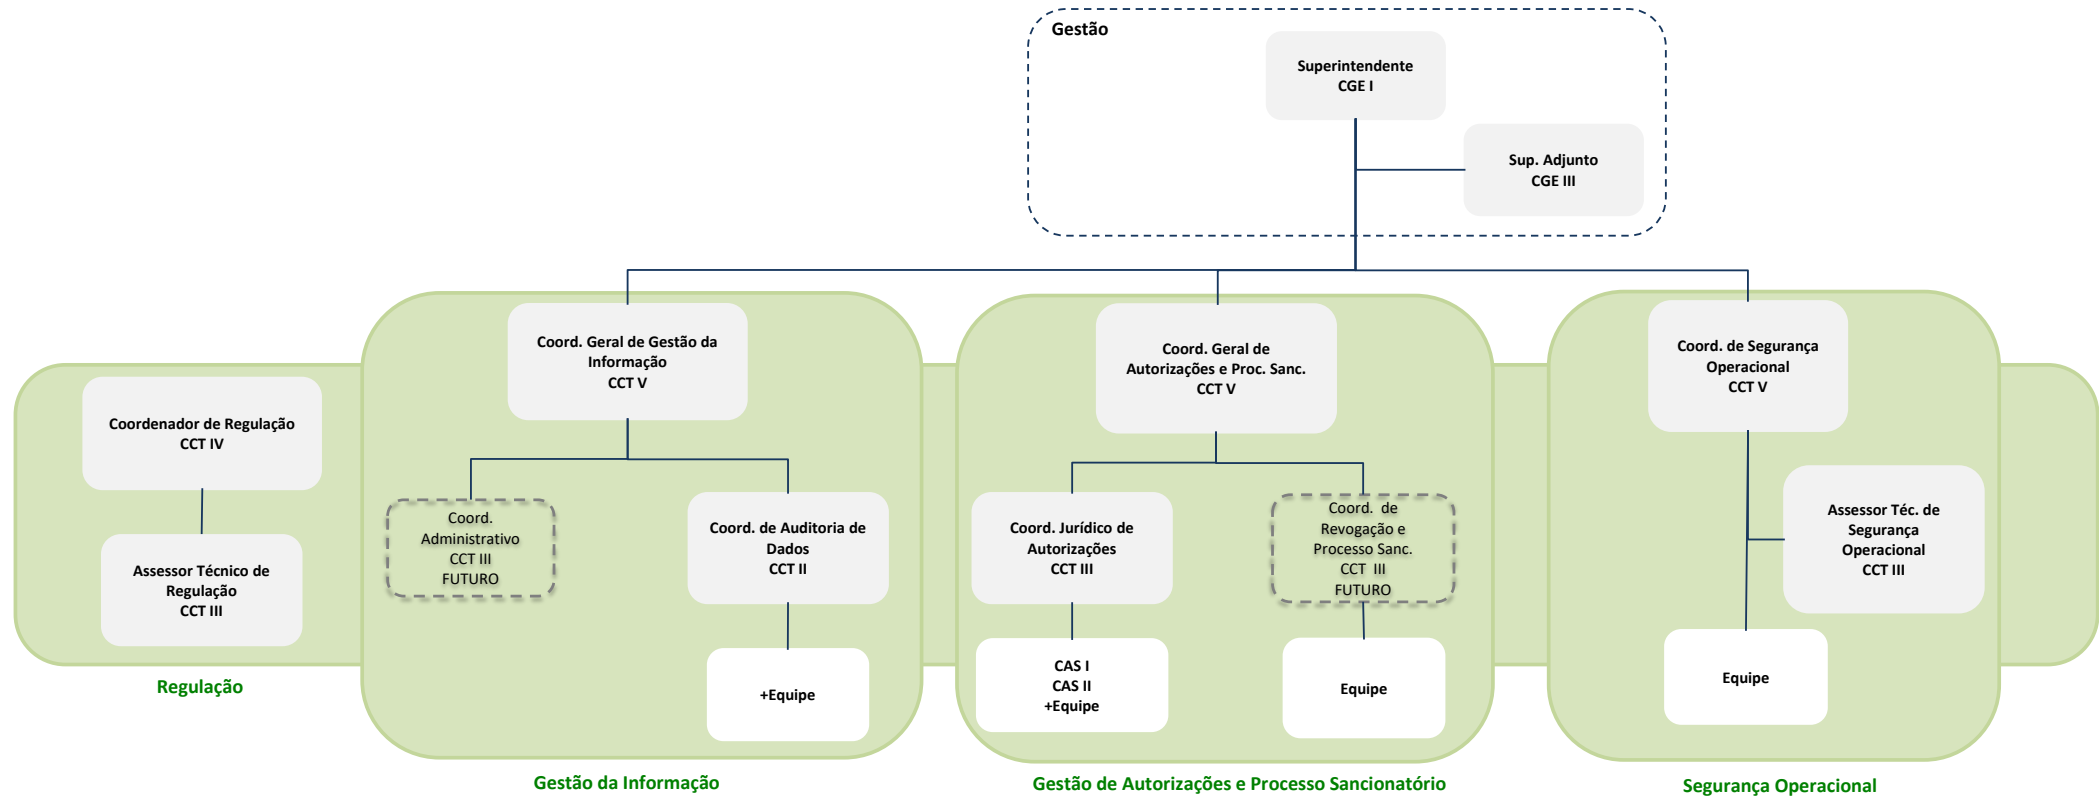 Gestão
Superintendente
CGE I
Sup. Adjunto
CGE III
Coordenador de Regulação
CCT IV
Assessor Técnico de
Regulação
CCT III
Regulação
Coord. Geral de Gestão da
Informação
CCT V
Coord.
Administrativo
CCT III
FUTURO
Coord. de Auditoria de
Dados
CCT II
+Equipe
Gestão da Informação
Coord. Geral de
Autorizações e Proc. Sanc.
CCT V
Coord. Jurídico de
Autorizações
CCT III
CAS I
CAS II
+Equipe
Coord. de
Revogação e
Processo Sanc.
CCT III
FUTURO
Equipe
Gestão de Autorizações e Processo Sancionatório
Coord. de Segurança
Operacional
CCT V
Assessor Téc. de
Segurança
Operacional
CCT III
Equipe
Segurança Operacional